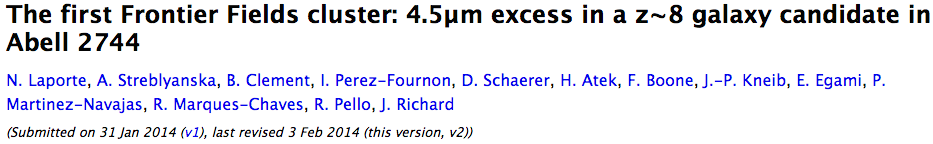 The first Frontier Fields cluster: 4.5μm excess in a z~8 galaxy candidate in
Abell 2744
N. Laporte, A. Streblyanska, B. Clement, I. Perez-Fournon, D. Schaerer, H. Atek, F. Boone, J.-P. Kneib, E. Egami, P.
Martinez-Navajas, R. Marques-Chaves, R. Pello, J. Richard
(Submitted on 31 Jan 2014 (v1), last revised 3 Feb 2014 (this version, v2))